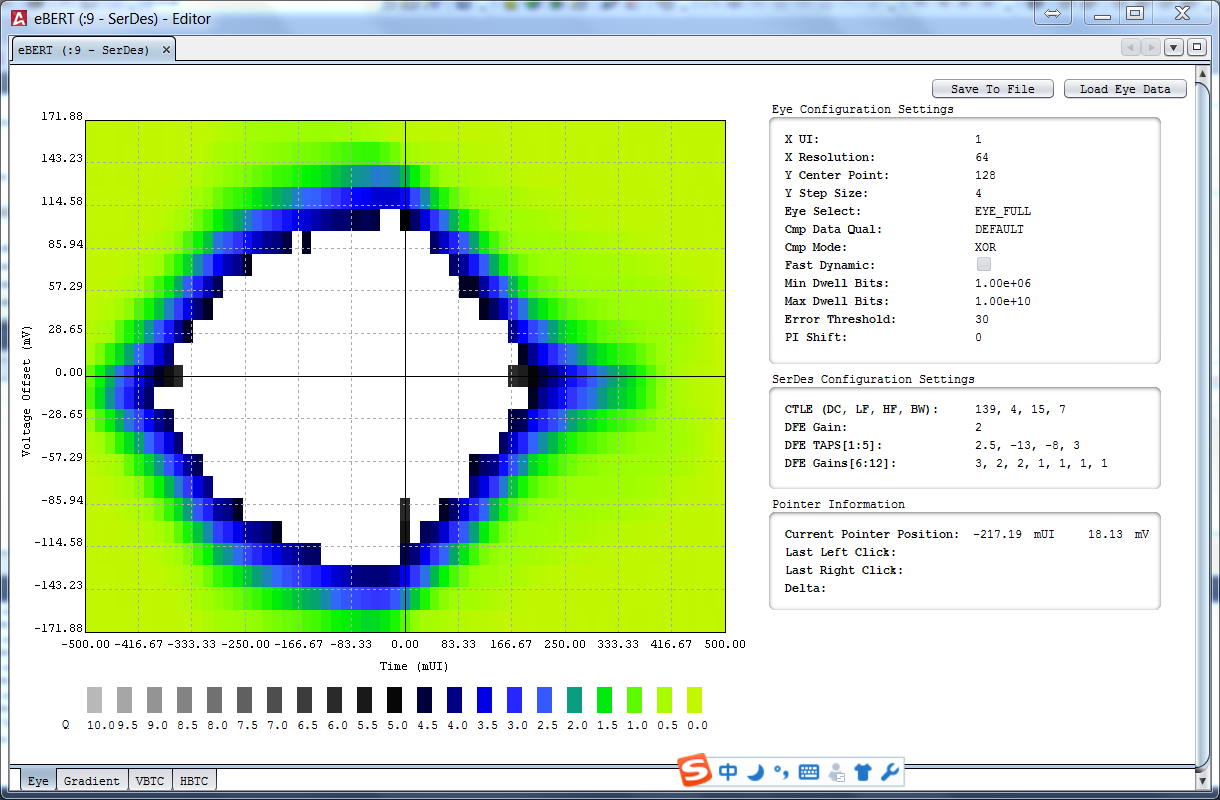 eBERT (:9 - SerDes) - Editor
eBERT (:9 - SerDes)
Save To File Load Eye Data
Eye Configuration Settings
X UI: 1
X Resolution: 64
Y Center Point: 128
Y Step Size: 4
Eye Select: EYE_FULL
Cmp Data Qual: DEFAULT
Cmp Mode: XOR
Fast Dynamic:
Min Dwell Bits: 1.00e+06
Max Dwell Bits: 1.00e+10
Error Threshold: 30
PI Shift: 0
SerDes Configuration Settings
CTLE (DC, LF, HF, BW): 139, 4, 15, 7
DFE Gain: 2
DFE TAPS[1:5]: 2.5, -13, -8, 3
DFE Gains[6:12]: 3, 2, 2, 1, 1, 1, 1
Pointer Information
Current Pointer Position: -217.19 mUI 18.13 mV
Last Left Click:
Last Right Click:
Delta:
171.88
143.23
114.58
85.94
57.29
28.65
0.00
-28.65
-57.29
-85.94
-114.58
-143.23
-171.88
Voltage Offset (mV)
-500.00 -416.67 -333.33 -250.00 -166.67 -83.33 0.00 83.33 166.67 250.00 333.33 416.67 500.00
Time (mUI)
Q 10.0 9.5 9.0 8.5 8.0 7.5 7.0 6.5 6.0 5.5 5.0 4.5 4.0 3.5 3.0 2.5 2.0 1.5 1.0 0.5 0.0
Eye Gradient VBTC HBTC
中